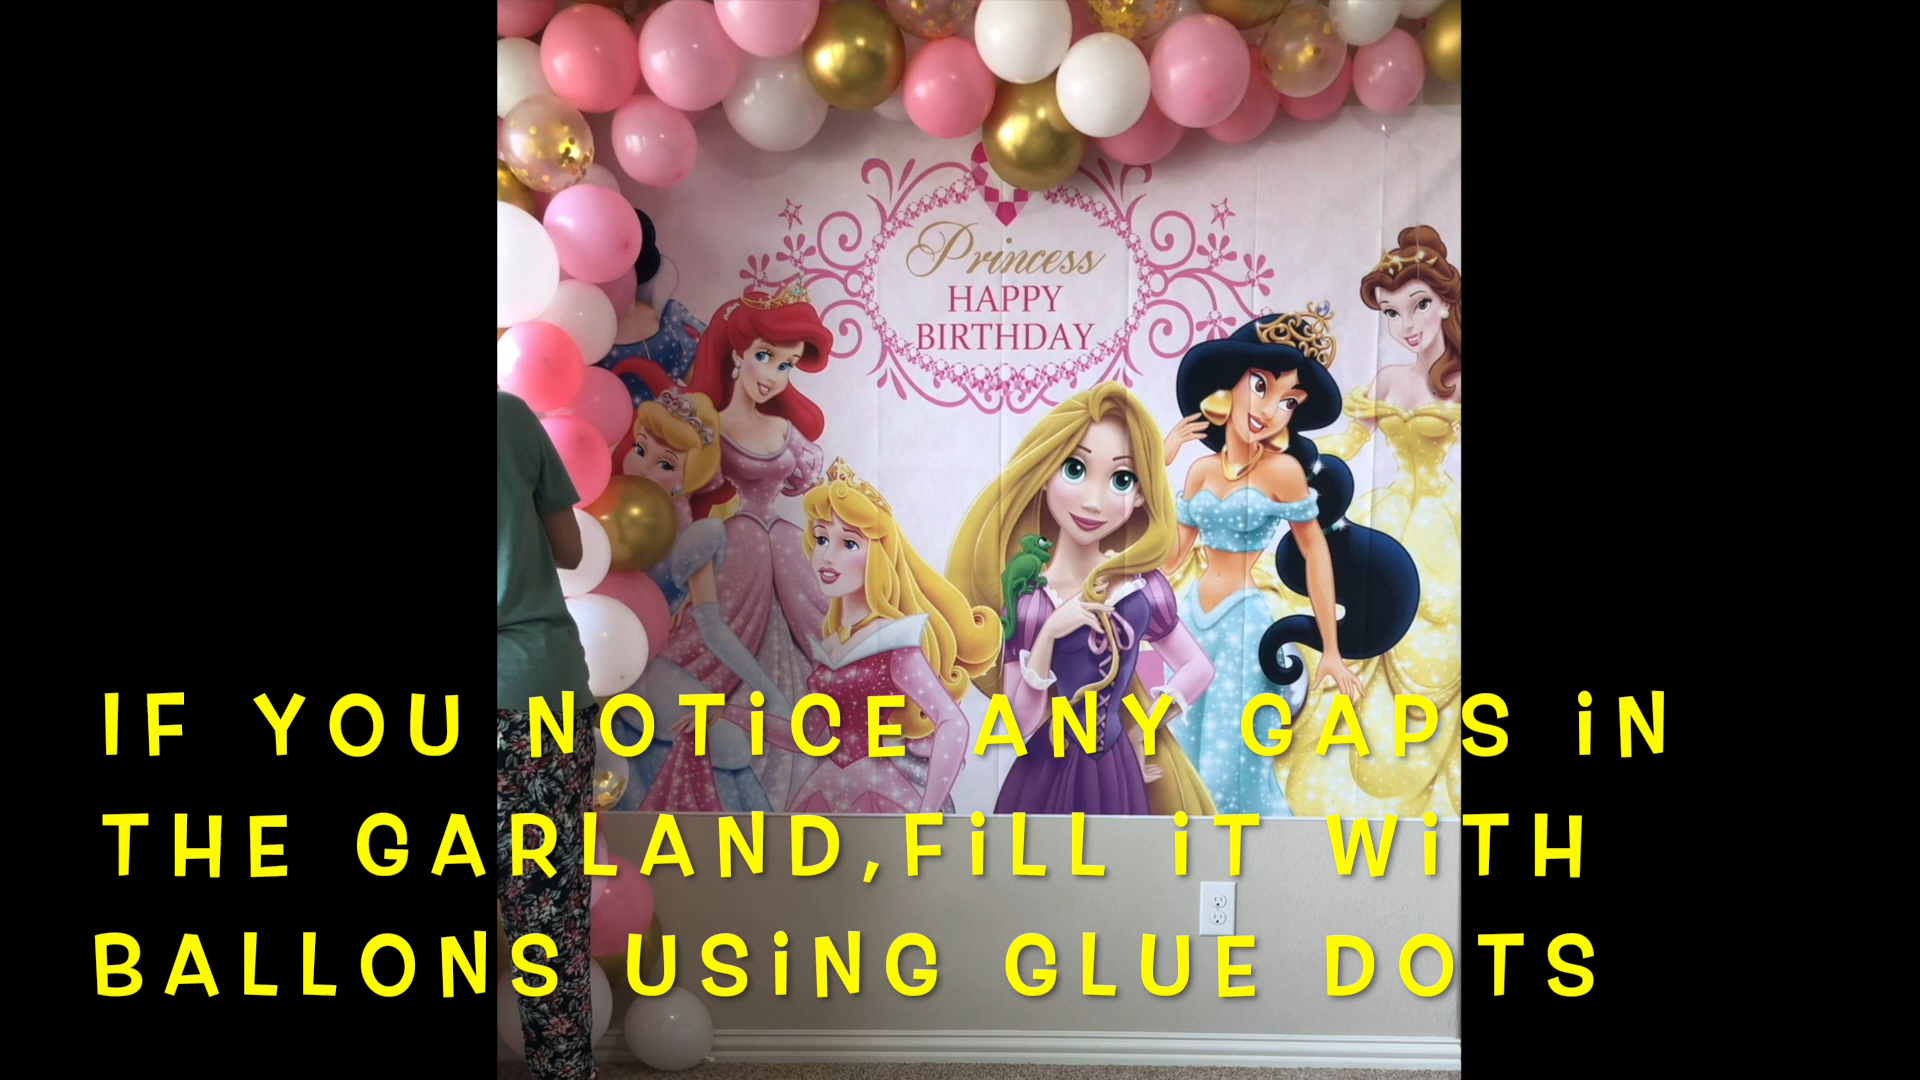 Princess
HAPPY
BIRTHDAY
IF YOU NOTiCE ANY GAPS iN
THE GARLAND,FiLL iT WiTH
BALLONS USiNG GLUE DOTS